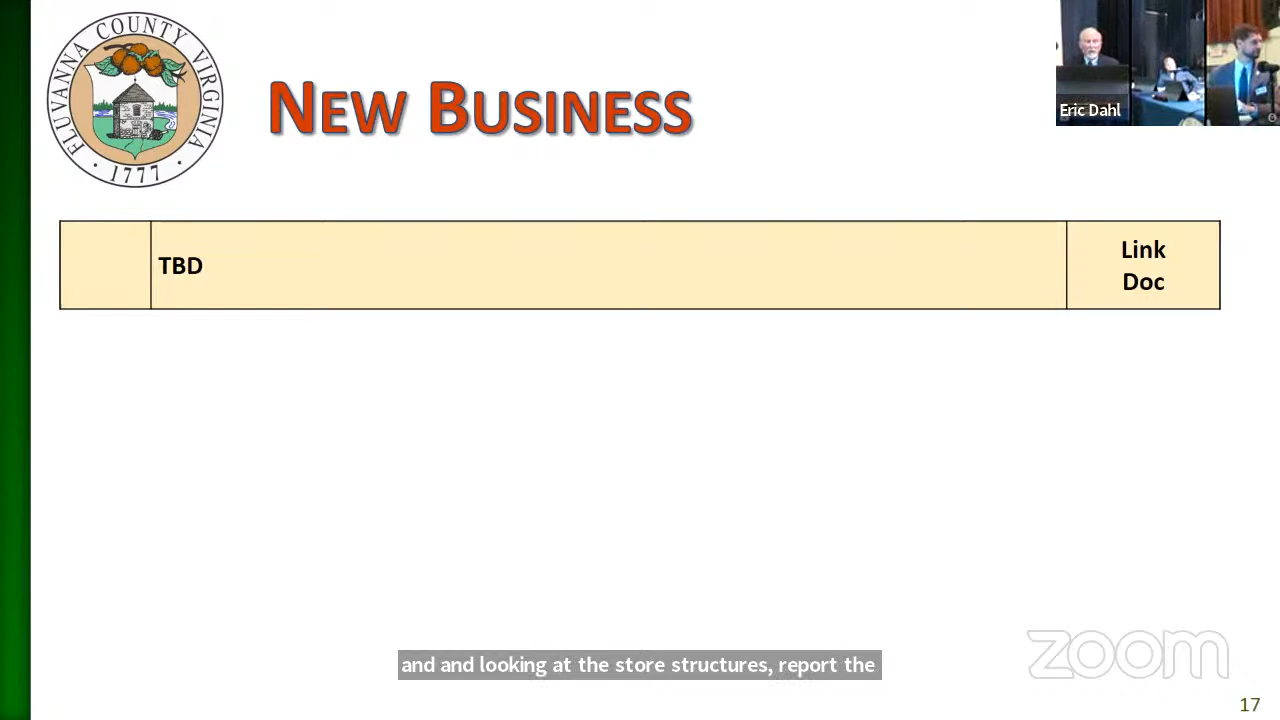 FLUVANNA COUNTY VIRGINIA
· 1777 ·
NEW BUSINESS
Eric Dahl
TBD
Link
Doc
and and looking at the store structures, report the
zoom
17